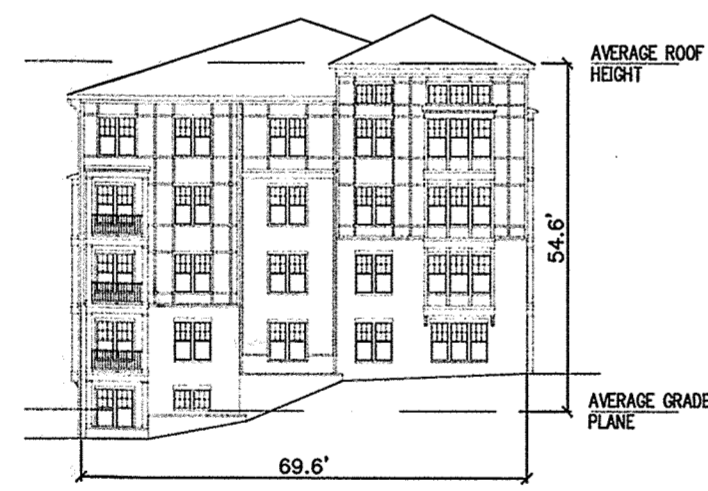 AVERAGE ROOF
HEIGHT
54.6'
AVERAGE GRADE
PLANE
69.6'